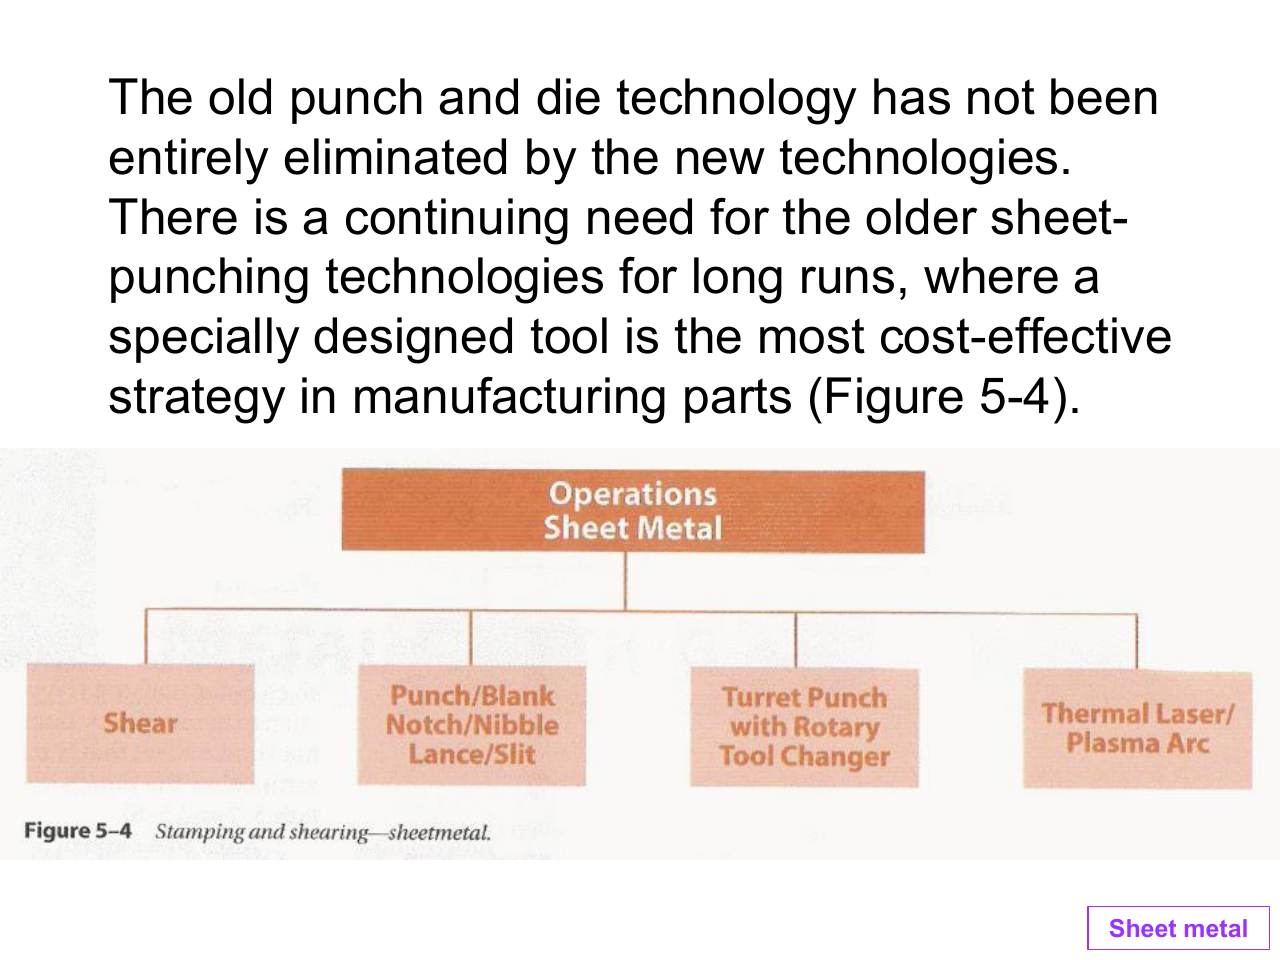 The old punch and die technology has not been
entirely eliminated by the new technologies.
There is a continuing need for the older sheet-
punching technologies for long runs, where a
specially designed tool is the most cost-effective
strategy in manufacturing parts (Figure 5-4).
Operations
Sheet Metal
Shear
Punch/Blank
Notch/Nibble
Lance/Slit
Turret Punch
with Rotary
Tool Changer
Thermal Laser/
Plasma Arc
Figure 5–4 Stamping and shearing—sheetmetal.
Sheet metal